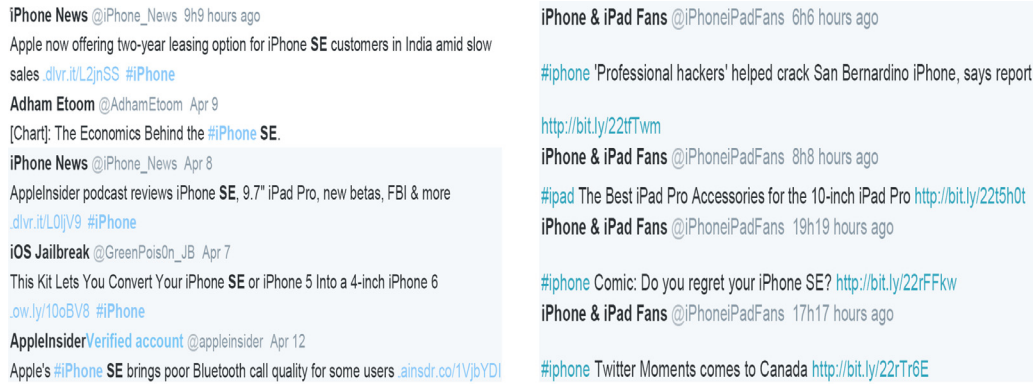 iPhone News @iPhone_News 9h9 hours ago
Apple now offering two-year leasing option for iPhone SE customers in India amid slow
sales .dlvr.it/L2jnSS #iPhone
Adham Etoom @AdhamEtoom Apr 9
[Chart]: The Economics Behind the #iPhone SE.
iPhone News @iPhone_News Apr 8
AppleInsider podcast reviews iPhone SE, 9.7" iPad Pro, new betas, FBI & more
.dlvr.it/L0ljV9 #iPhone
iOS Jailbreak @GreenPois0n_JB Apr 7
This Kit Lets You Convert Your iPhone SE or iPhone 5 Into a 4-inch iPhone 6
.ow.ly/10oBV8 #iPhone
AppleInsiderVerified account @appleinsider Apr 12
Apple's #iPhone SE brings poor Bluetooth call quality for some users .ainsdr.co/1VjbYDI
iPhone & iPad Fans @iPhoneiPadFans 6h6 hours ago
#iphone 'Professional hackers' helped crack San Bernardino iPhone, says report
http://bit.ly/22tfTwm
iPhone & iPad Fans @iPhoneiPadFans 8h8 hours ago
#ipad The Best iPad Pro Accessories for the 10-inch iPad Pro http://bit.ly/22t5h0t
iPhone & iPad Fans @iPhoneiPadFans 19h19 hours ago
#iphone Comic: Do you regret your iPhone SE? http://bit.ly/22rFFkw
iPhone & iPad Fans @iPhoneiPadFans 17h17 hours ago
#iphone Twitter Moments comes to Canada http://bit.ly/22rTr6E